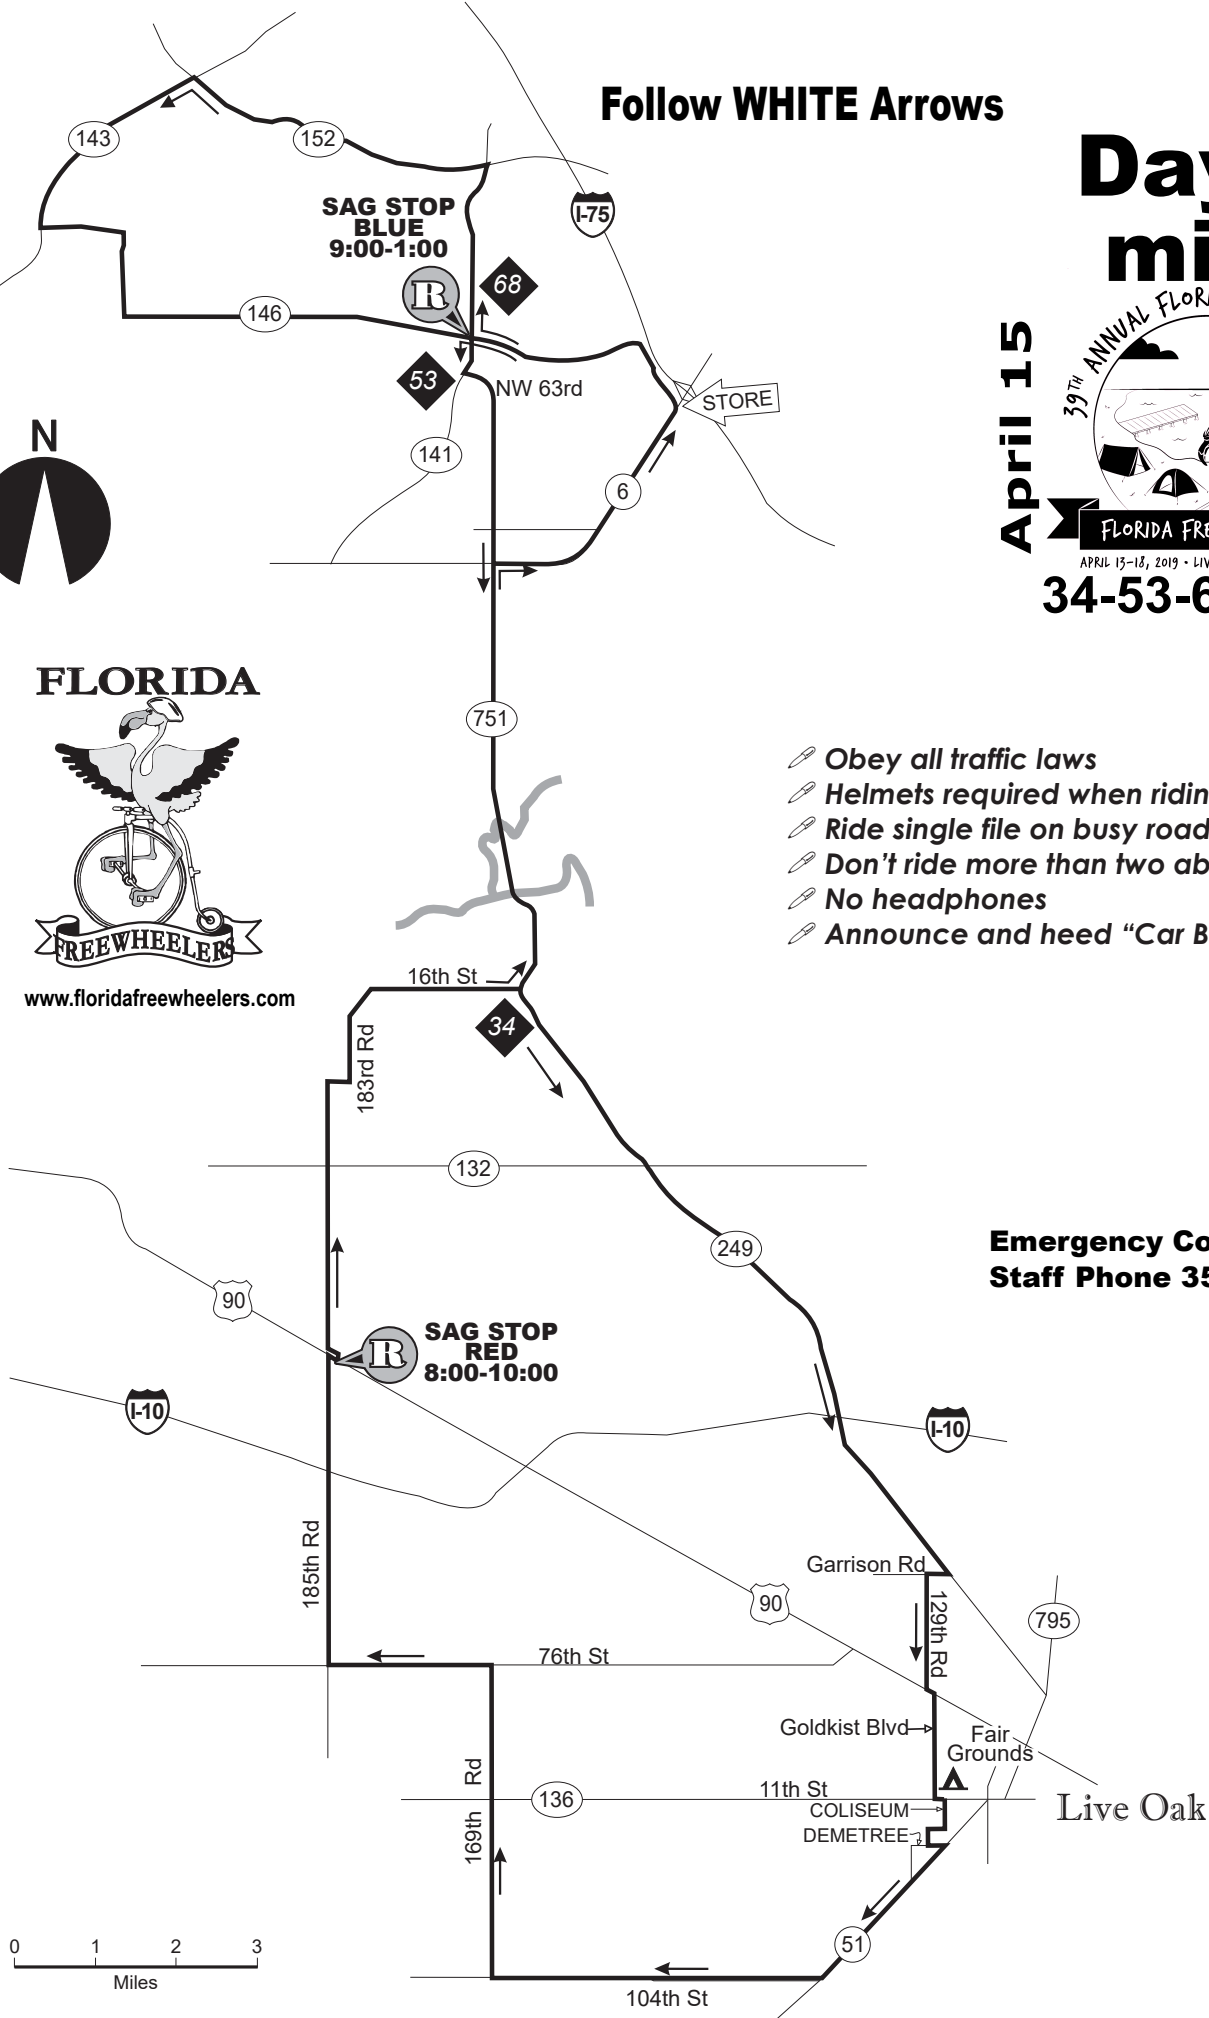 Follow WHITE Arrows
143
152
SAG STOP
BLUE
9:00-1:00
I-75
68
R
146
53
NW 63rd
STORE
141
6
N
Day
mi
April 15
39TH ANNUAL FLOR
FLORIDA FRE
APRIL 13-18, 2019 • LIV
34-53-6
FLORIDA
FREEWHEELERS
www.floridafreewheelers.com
751
Obey all traffic laws
Helmets required when ridin
Ride single file on busy road
Don't ride more than two ab
No headphones
Announce and heed “Car B
16th St
34
183rd Rd
132
249
Emergency Co
Staff Phone 35
90
SAG STOP
RED
8:00-10:00
R
I-10
I-10
185th Rd
Garrison Rd
129th Rd
90
795
76th St
Goldkist Blvd
Fair
Grounds
169th Rd
136
11th St
COLISEUM
DEMETREE
Live Oak
51
104th St
0 1 2 3
Miles